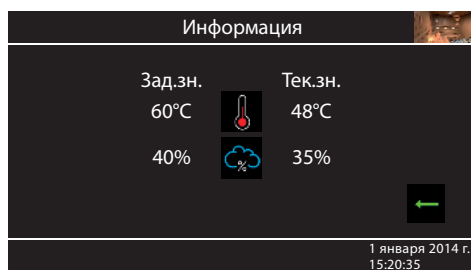 Информация
Зад.зн. Тек.зн.
60°C 48°C
40% % 35%
1 января 2014 г.
15:20:35